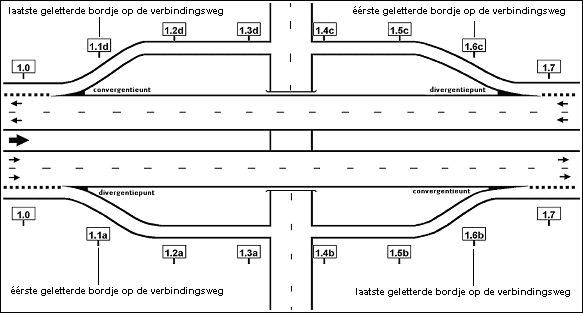 laatste geletterde bordje op de verbindingsweg
éérste geletterde bordje op de verbindingsweg
1.2d
1.3d
1.4c
1.5c
1.1d
1.6c
1.0
1.7
convergentieunt
divergentiepunt
divergentiepunt
convergentieunt
1.0
1.7
1.1a
1.6b
1.2a
1.3a
1.4b
1.5b
éérste geletterde bordje op de verbindingsweg
laatste geletterde bordje op de verbindingsweg